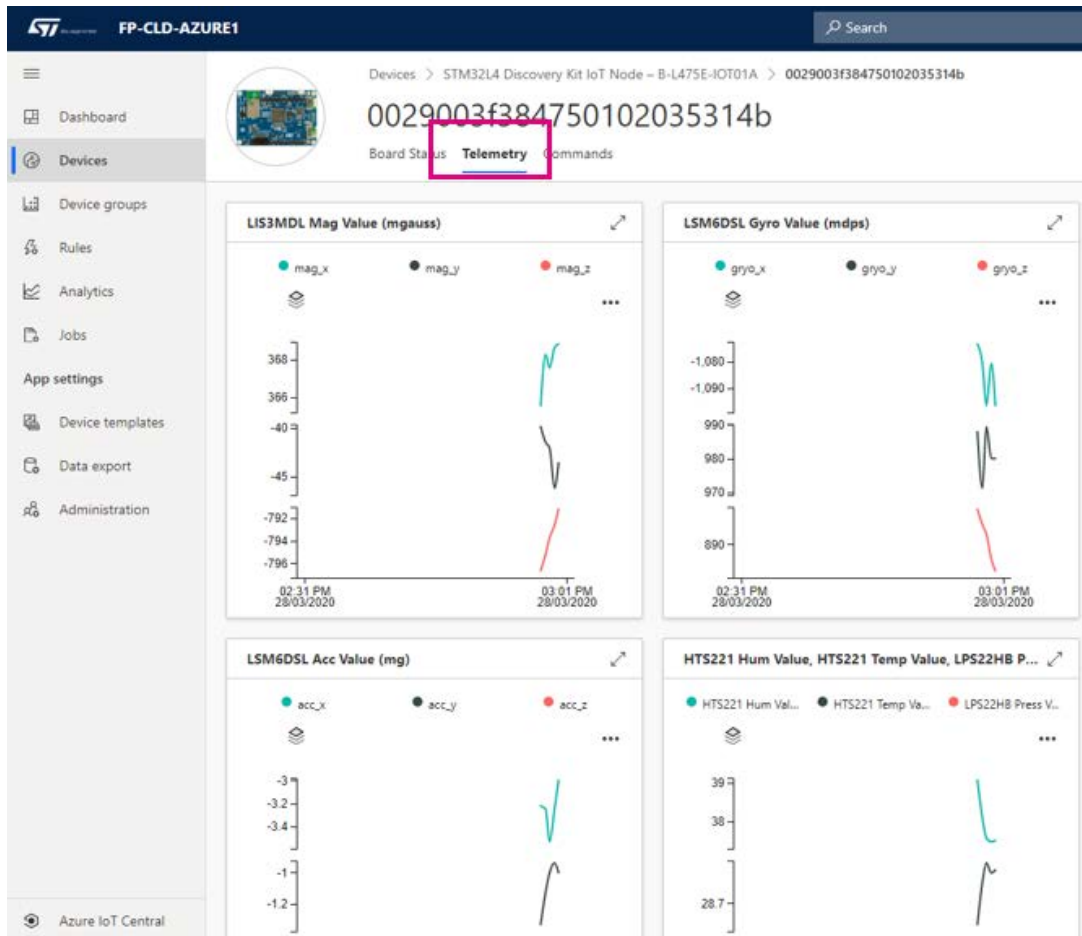 FP-CLD-AZURE1
Search
Devices > STM32L4 Discovery Kit IoT Node – B-L475E-IOT01A > 0029003f384750102035314b
0029003f384750102035314b
Board Status Telemetry Commands
Dashboard
Devices
Device groups
Rules
Analytics
Jobs
App settings
Device templates
Data export
Administration
Azure IoT Central
LIS3MDL Mag Value (mgauss)
mag_x mag_y mag_z
368
366
-40
-45
-792
-794
-796
02:31 PM 03:01 PM
28/03/2020 28/03/2020
LSM6DSL Gyro Value (mdps)
gryo_x gryo_y gryo_z
-1,080
-1,090
990
980
970
890
02:31 PM 03:01 PM
28/03/2020 28/03/2020
LSM6DSL Acc Value (mg)
acc_x acc_y acc_z
-3
-3.2
-3.4
-1
-1.2
HTS221 Hum Value, HTS221 Temp Value, LPS22HB P...
HTS221 Hum Val... HTS221 Temp Va... LPS22HB Press V...
39
38
28.7